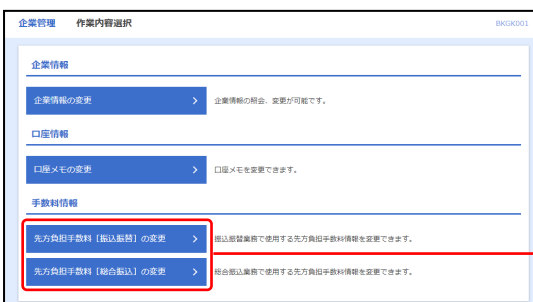 企業管理 作業内容選択 BKGK001
企業情報
企業情報の変更 企業情報の照会、変更が可能です。
口座情報
口座メモの変更 口座メモを変更できます。
手数料情報
先方負担手数料［振込振替］の変更 振込振替業務で使用する先方負担手数料情報を変更できます。
先方負担手数料［総合振込］の変更 総合振込業務で使用する先方負担手数料情報を変更できます。